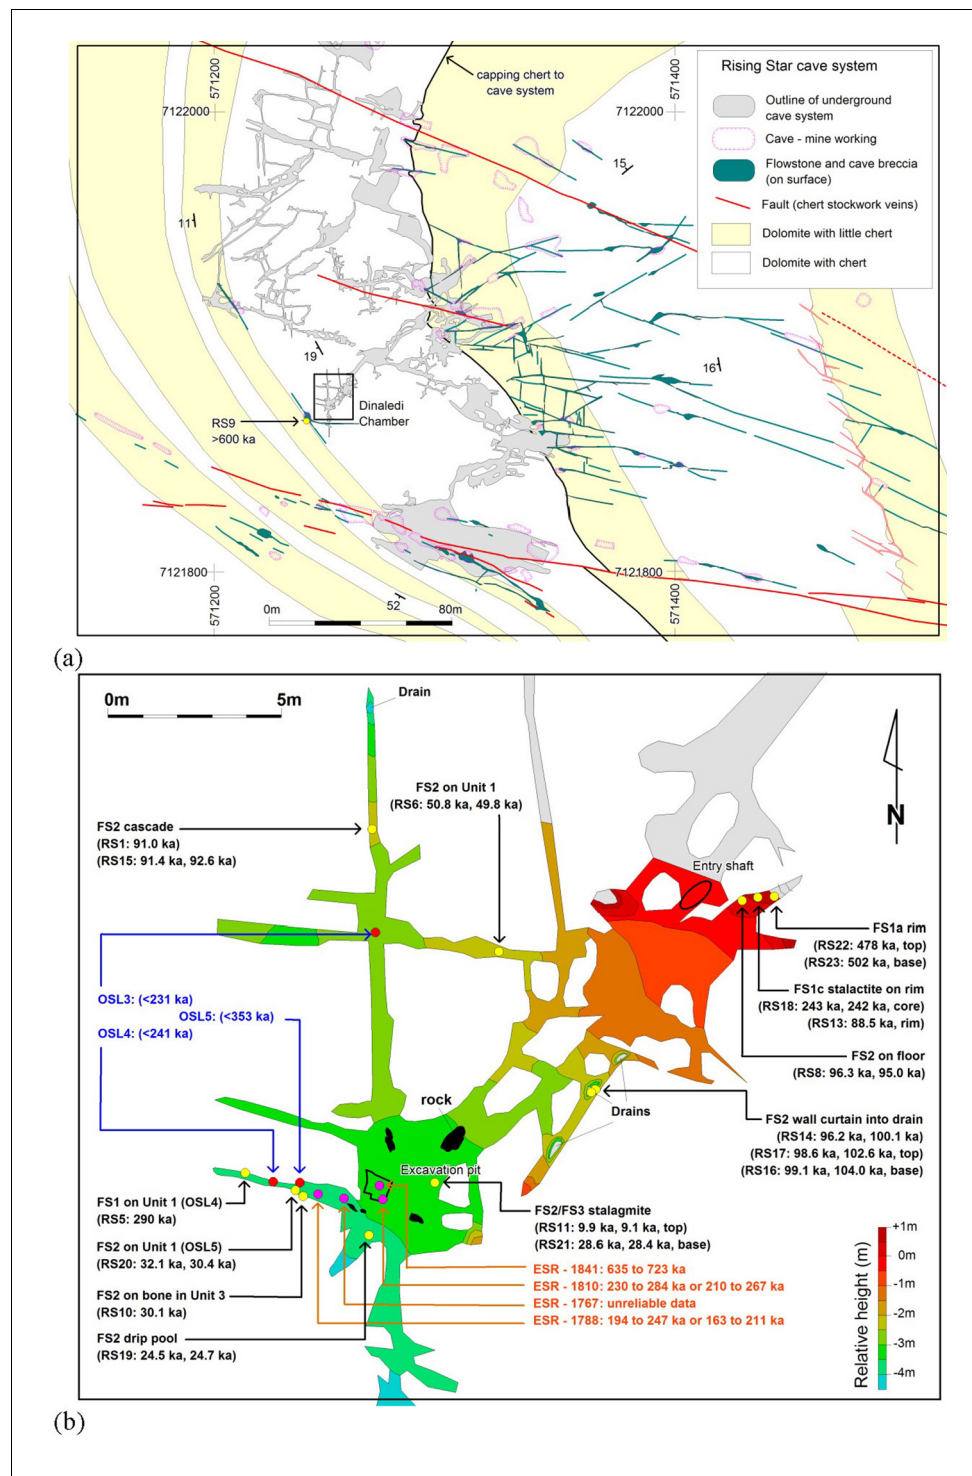 571200
7122000
capping chert to
cave system
571400
Rising Star cave system
Outline of underground
cave system
Cave - mine working
Flowstone and cave breccia
(on surface)
Fault (chert stockwork veins)
Dolomite with little chert
Dolomite with chert
15
11
19
16
Dinaledi
Chamber
RS9
>600 ka
7121800
571200
52
0m
80m
7121800
571400
(a)
0m
5m
Drain
N
FS2 on Unit 1
(RS6: 50.8 ka, 49.8 ka)
FS2 cascade
(RS1: 91.0 ka)
(RS15: 91.4 ka, 92.6 ka)
Entry shaft
FS1a rim
(RS22: 478 ka, top)
(RS23: 502 ka, base)
FS1c stalactite on rim
(RS18: 243 ka, 242 ka, core)
(RS13: 88.5 ka, rim)
FS2 on floor
(RS8: 96.3 ka, 95.0 ka)
OSL3: (<231 ka)
OSL5: (<353 ka)
OSL4: (<241 ka)
rock
Drains
FS2 wall curtain into drain
(RS14: 96.2 ka, 100.1 ka)
(RS17: 98.6 ka, 102.6 ka, top)
(RS16: 99.1 ka, 104.0 ka, base)
Excavation pit
FS1 on Unit 1 (OSL4)
(RS5: 290 ka)
FS2 on Unit 1 (OSL5)
(RS20: 32.1 ka, 30.4 ka)
FS2 on bone in Unit 3
(RS10: 30.1 ka)
FS2 drip pool
(RS19: 24.5 ka, 24.7 ka)
FS2/FS3 stalagmite
(RS11: 9.9 ka, 9.1 ka, top)
(RS21: 28.6 ka, 28.4 ka, base)
ESR - 1841: 635 to 723 ka
ESR - 1810: 230 to 284 ka or 210 to 267 ka
ESR - 1767: unreliable data
ESR - 1788: 194 to 247 ka or 163 to 211 ka
Relative height (m)
+1m
0m
-1m
-2m
-3m
-4m
(b)